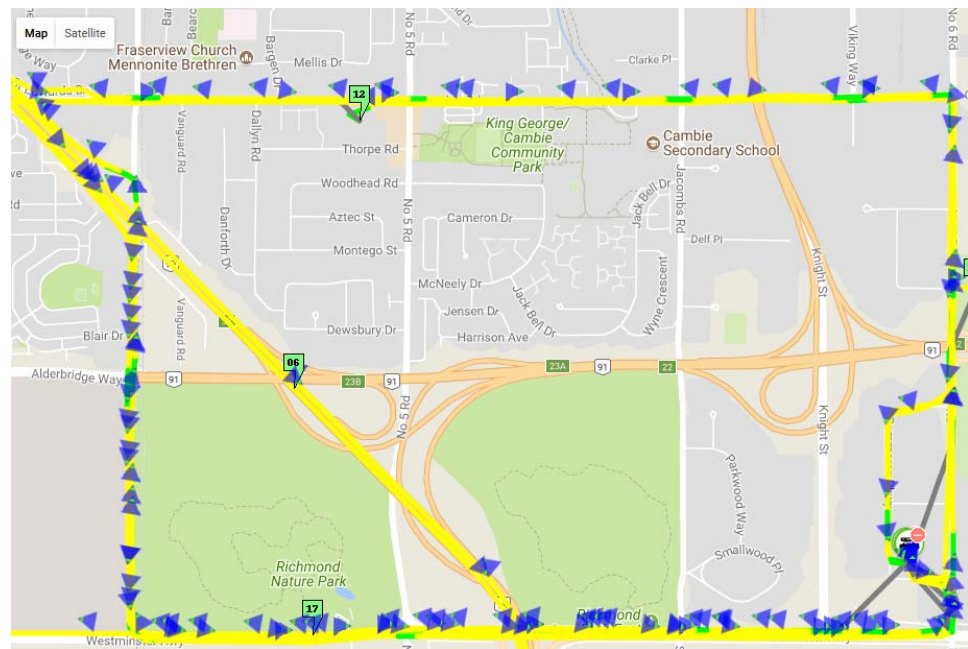 Map
Satellite
No 5 Rd
No 6 Rd
Fraserview Church
Mennonite Brethren
Bargen Dr
Mellis Dr
Clarke Pl
Viking Way
12
Vanguard Rd
Dallyn Rd
Thorpe Rd
King George/
Cambie
Community
Park
Cambie
Secondary School
Woodhead Rd
No 5 Rd
Jack Bell Dr
Jacombs Rd
Danforth Dr
Aztec St
Cameron Dr
Delf Pl
Montego St
Knight St
McNeely Dr
Jack Bell Dr
Wyne Crescent
Vanguard Rd
Jensen Dr
Blair Dr
Dewsbury Dr
Harrison Ave
06
Alderbridge Way
91
23B
91
23A
91
22
91
No 5 Rd
Knight St
Parkwood Way
Smallwood Pl
Richmond
Nature Park
17
Richmond
Westminster Hwy